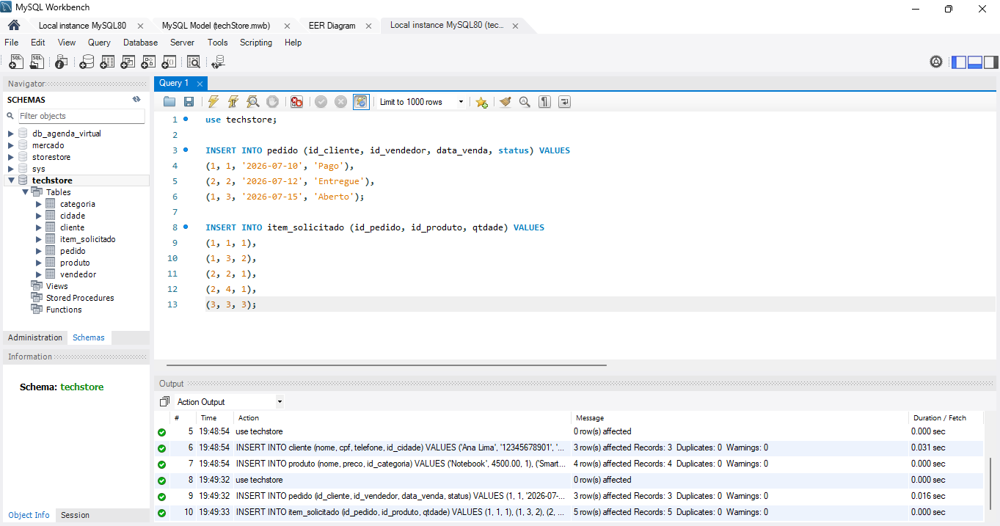 MySQL Workbench
Local instance MySQL80
MySQL Model (techStore.mwb)
EER Diagram
Local instance MySQL80 (tec...
File Edit View Query Database Server Tools Scripting Help
Navigator
SCHEMAS
Filter objects
db_agenda_virtual
mercado
storestore
sys
techstore
Tables
categoria
cidade
cliente
item_solicitado
pedido
produto
vendedor
Views
Stored Procedures
Functions
Administration Schemas
Information
Schema: techstore
Object Info Session
Query 1
Limit to 1000 rows
1 use techstore;
2
3 INSERT INTO pedido (id_cliente, id_vendedor, data_venda, status) VALUES
4 (1, 1, '2026-07-10', 'Pago'),
5 (2, 2, '2026-07-12', 'Entregue'),
6 (1, 3, '2026-07-15', 'Aberto');
7
8 INSERT INTO item_solicitado (id_pedido, id_produto, qtdade) VALUES
9 (1, 1, 1),
10 (1, 3, 2),
11 (2, 2, 1),
12 (2, 4, 1),
13 (3, 3, 3);
Output
Action Output
# Time Action Message Duration / Fetch
5 19:48:54 use techstore 0 row(s) affected 0.000 sec
6 19:48:54 INSERT INTO cliente (nome, cpf, telefone, id_cidade) VALUES ('Ana Lima', '12345678901', '... 3 row(s) affected Records: 3 Duplicates: 0 Warnings: 0 0.031 sec
7 19:48:54 INSERT INTO produto (nome, preco, id_categoria) VALUES ('Notebook', 4500.00, 1), ('Smart... 4 row(s) affected Records: 4 Duplicates: 0 Warnings: 0 0.000 sec
8 19:49:32 use techstore 0 row(s) affected 0.000 sec
9 19:49:32 INSERT INTO pedido (id_cliente, id_vendedor, data_venda, status) VALUES (1, 1, '2026-07-... 3 row(s) affected Records: 3 Duplicates: 0 Warnings: 0 0.016 sec
10 19:49:33 INSERT INTO item_solicitado (id_pedido, id_produto, qtdade) VALUES (1, 1, 1), (1, 3, 2), (2, ... 5 row(s) affected Records: 5 Duplicates: 0 Warnings: 0 0.000 sec